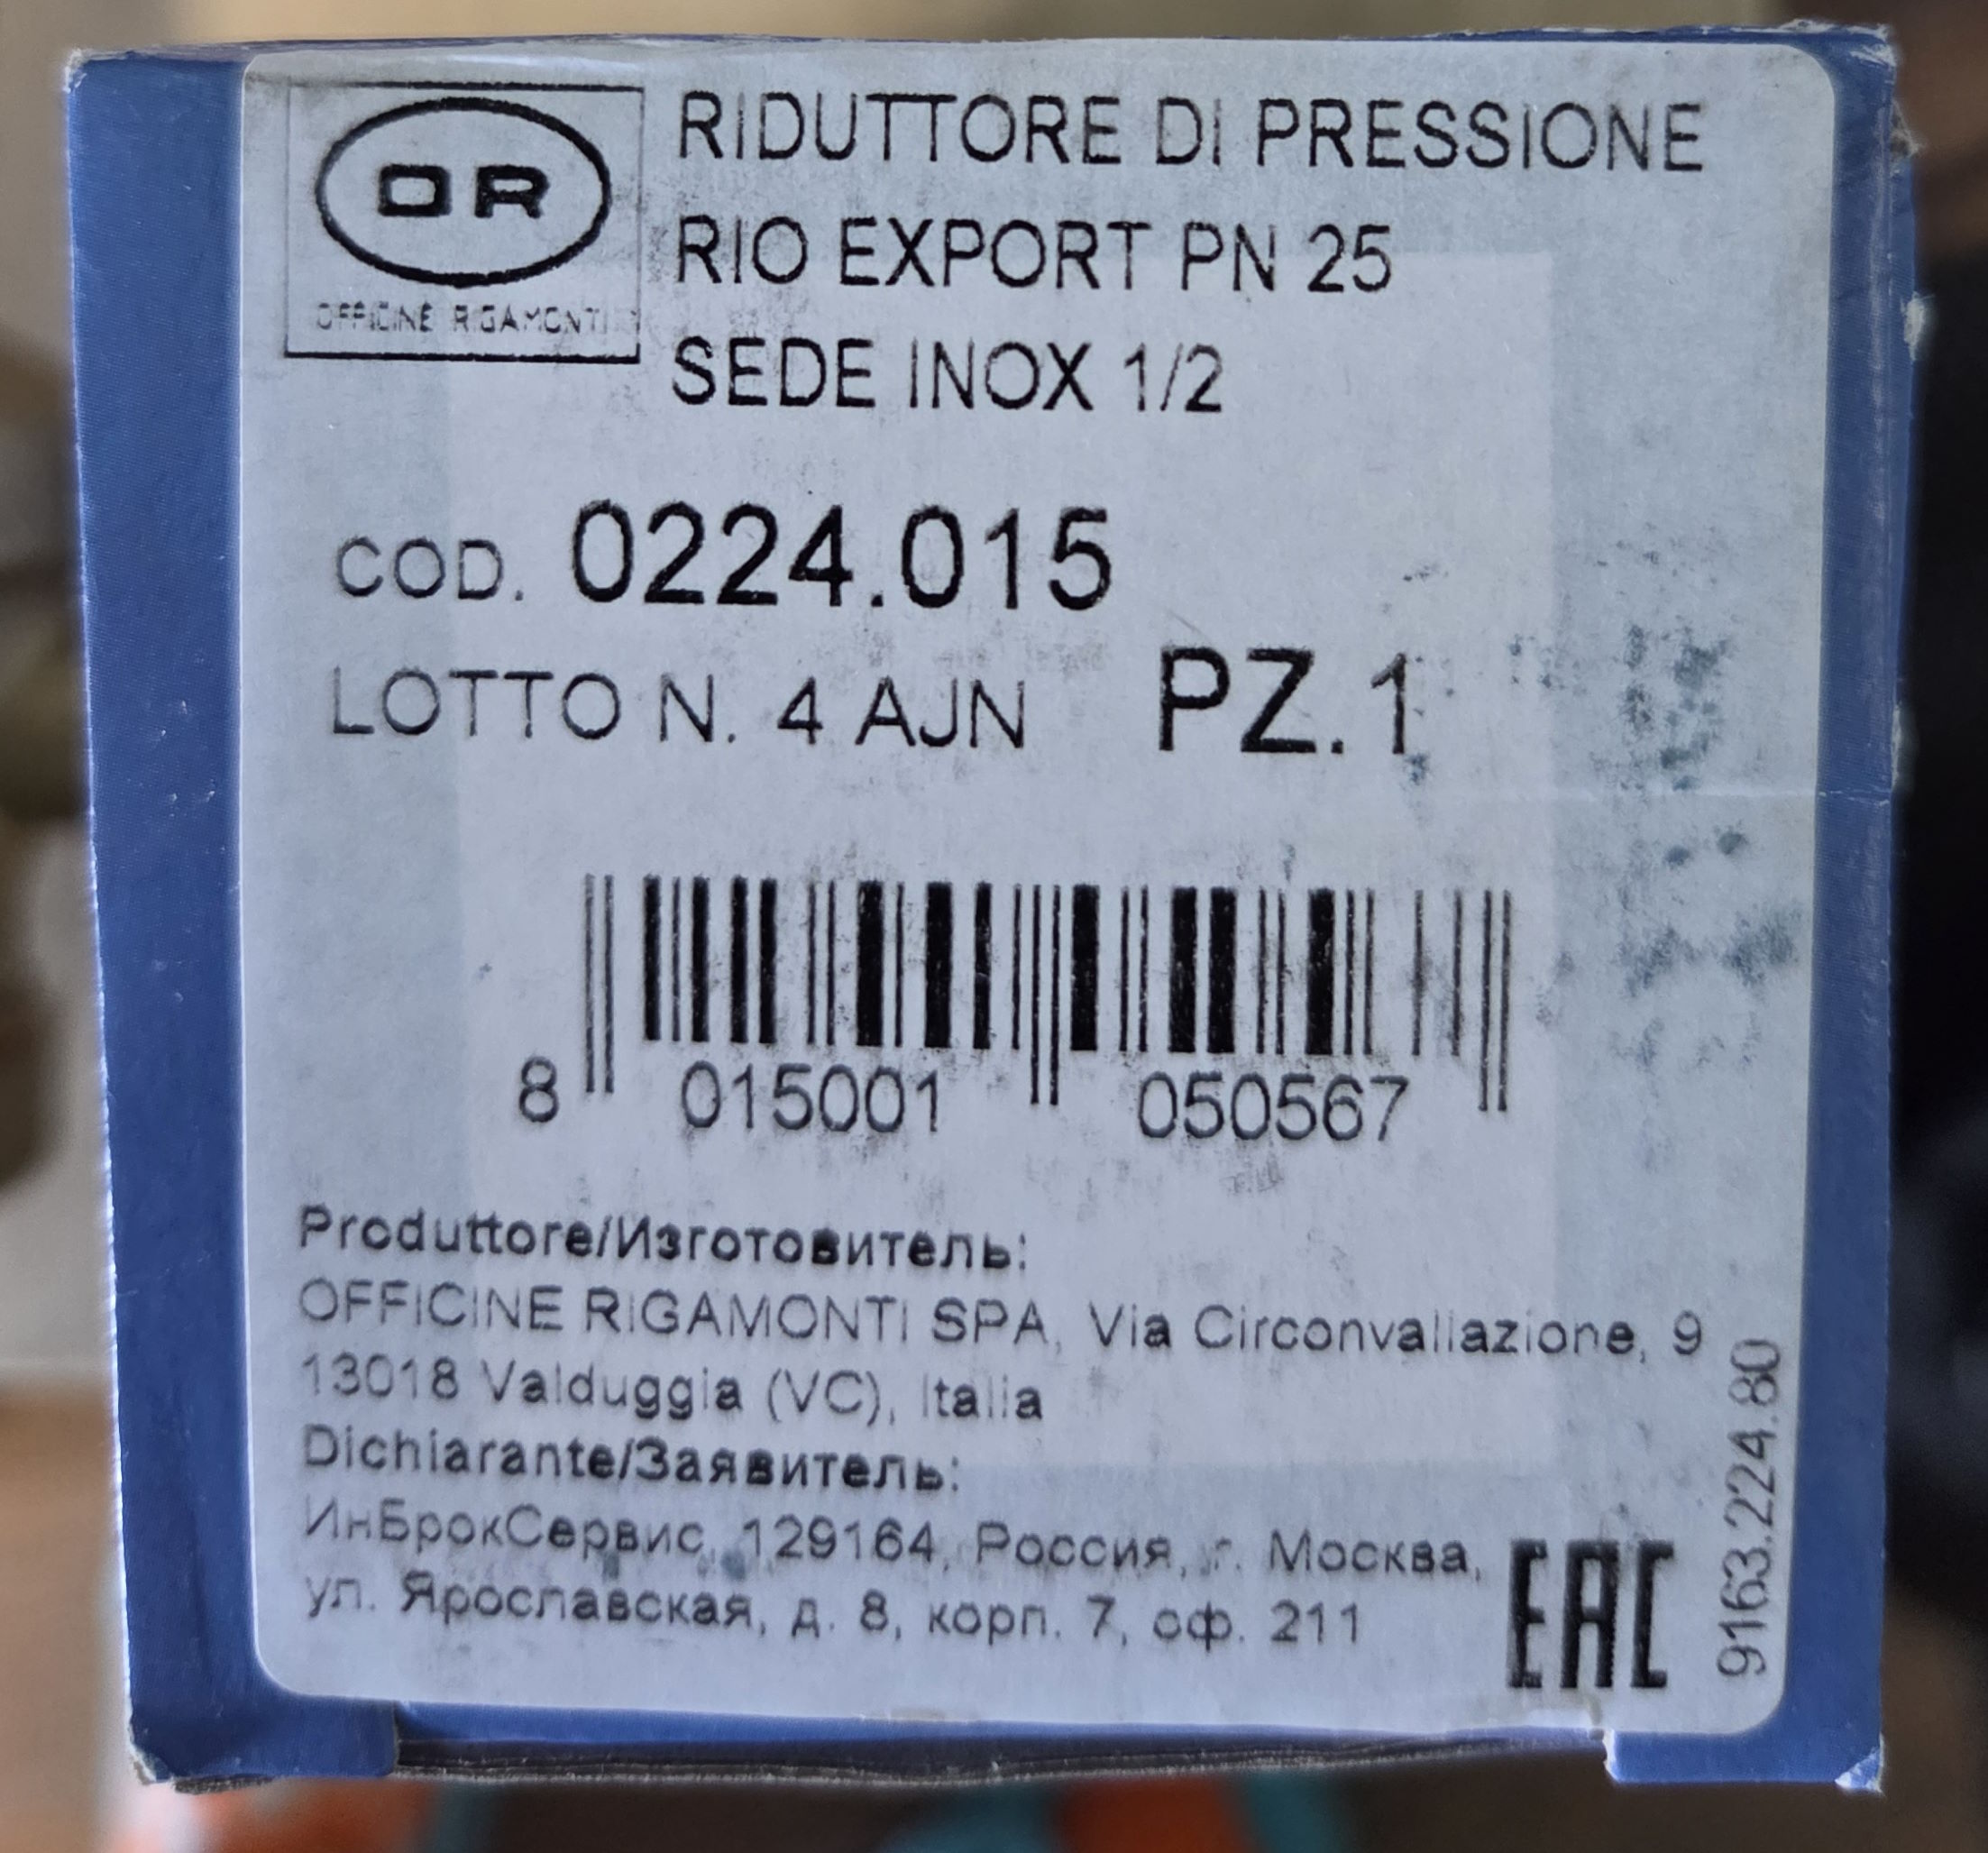 OR
OFFICINE RIGAMONTI
RIDUTTORE DI PRESSIONE
RIO EXPORT PN 25
SEDE INOX 1/2
COD. 0224.015
LOTTO N. 4 AJN PZ.1
8 015001 050567
Produttore/Изготовитель:
OFFICINE RIGAMONTI SPA, Via Circonvallazione, 9
13018 Valduggia (VC), Italia
Dichiarante/Заявитель:
ИнБрокСервис, 129164, Россия, г. Москва,
ул. Ярославская, д. 8, корп. 7, оф. 211
EAC
9163.224.80